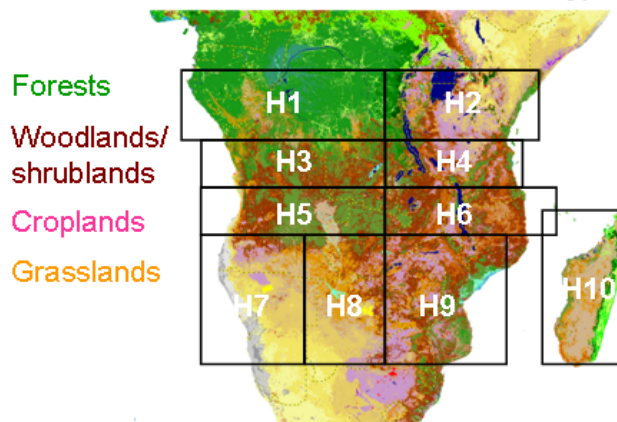 Forests
Woodlands/
shrublands
Croplands
Grasslands
H1
H2
H3
H4
H5
H6
H7
H8
H9
H10